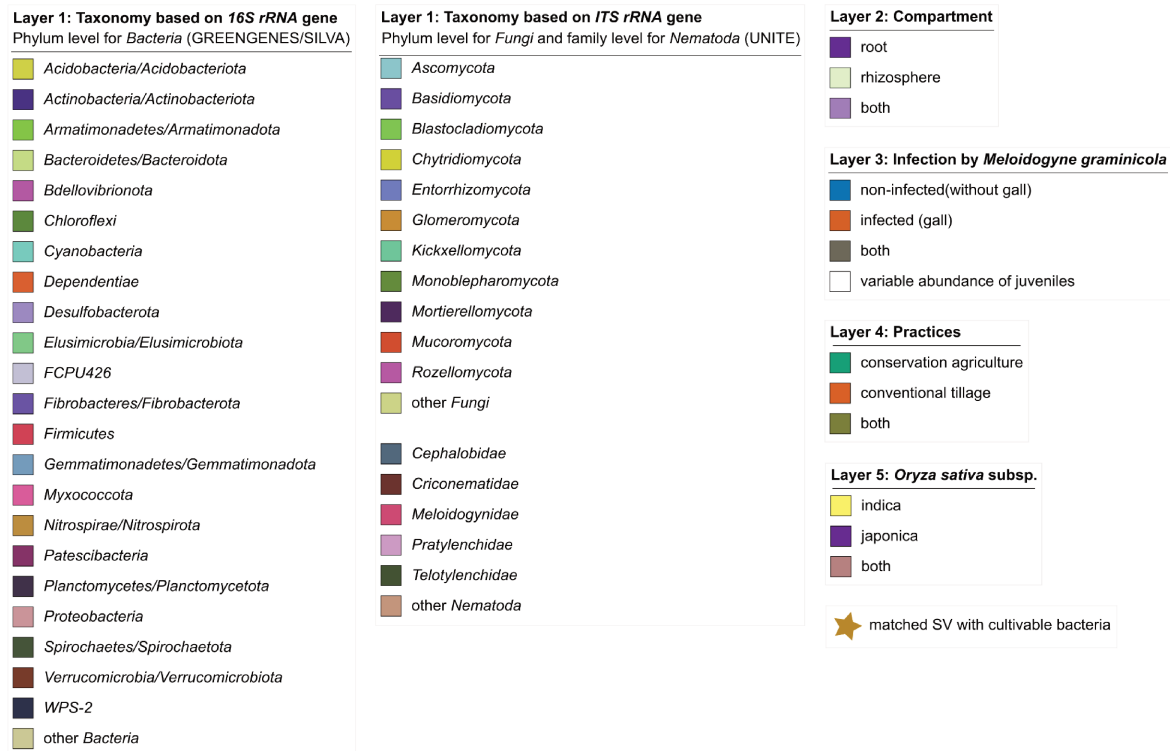 Layer 1: Taxonomy based on 16S rRNA gene
Phylum level for Bacteria (GREENGENES/SILVA)
Acidobacteria/Acidobacteriota
Actinobacteria/Actinobacteriota
Armatimonadetes/Armatimonadota
Bacteroidetes/Bacteroidota
Bdellovibrionota
Chloroflexi
Cyanobacteria
Dependentiae
Desulfobacterota
Elusimicrobia/Elusimicrobiota
FCPU426
Fibrobacteres/Fibrobacterota
Firmicutes
Gemmatimonadetes/Gemmatimonadota
Myxococcota
Nitrospirae/Nitrospirota
Patescibacteria
Planctomycetes/Planctomycetota
Proteobacteria
Spirochaetes/Spirochaetota
Verrucomicrobia/Verrucomicrobiota
WPS-2
other Bacteria
Layer 1: Taxonomy based on ITS rRNA gene
Phylum level for Fungi and family level for Nematoda (UNITE)
Ascomycota
Basidiomycota
Blastocladiomycota
Chytridiomycota
Entorrhizomycota
Glomeromycota
Kickxellomycota
Monoblepharomycota
Mortierellomycota
Mucoromycota
Rozellomycota
other Fungi
Cephalobidae
Criconematidae
Meloidogynidae
Pratylenchidae
Telotylenchidae
other Nematoda
Layer 2: Compartment
root
rhizosphere
both
Layer 3: Infection by Meloidogyne graminicola
non-infected(without gall)
infected (gall)
both
variable abundance of juveniles
Layer 4: Practices
conservation agriculture
conventional tillage
both
Layer 5: Oryza sativa subsp.
indica
japonica
both
matched SV with cultivable bacteria